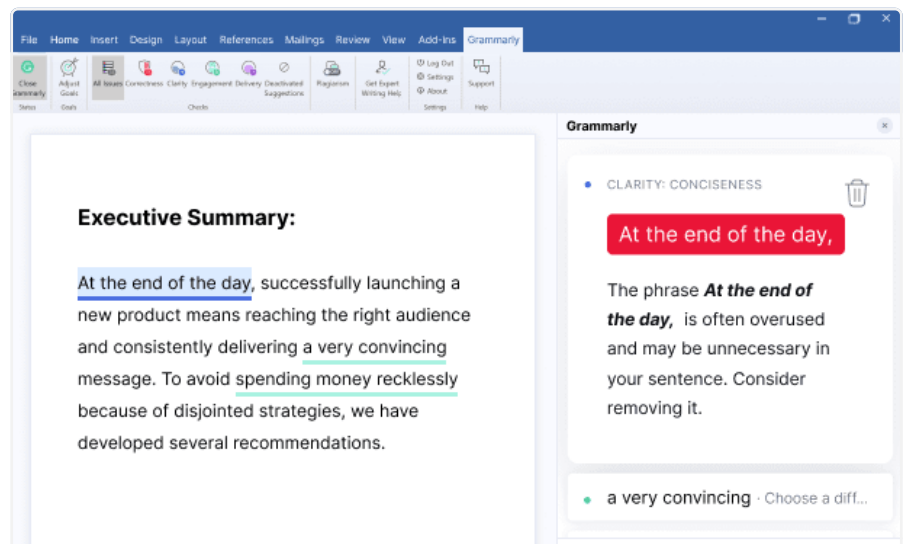 File Home Insert Design Layout References Mailings Review View Add-Ins Grammarly
Close Grammarly
Adjust Goals
All Issues Correctness Clarity Engagement Delivery Deactivated Suggestions
Plagiarism
Get Expert Writing Help
Log Out
Settings
About
Support
Status Goals Checks Settings Help
Grammarly
Executive Summary:
At the end of the day, successfully launching a
new product means reaching the right audience
and consistently delivering a very convincing
message. To avoid spending money recklessly
because of disjointed strategies, we have
developed several recommendations.
CLARITY: CONCISENESS
At the end of the day,
The phrase At the end of
the day, is often overused
and may be unnecessary in
your sentence. Consider
removing it.
a very convincing · Choose a diff...